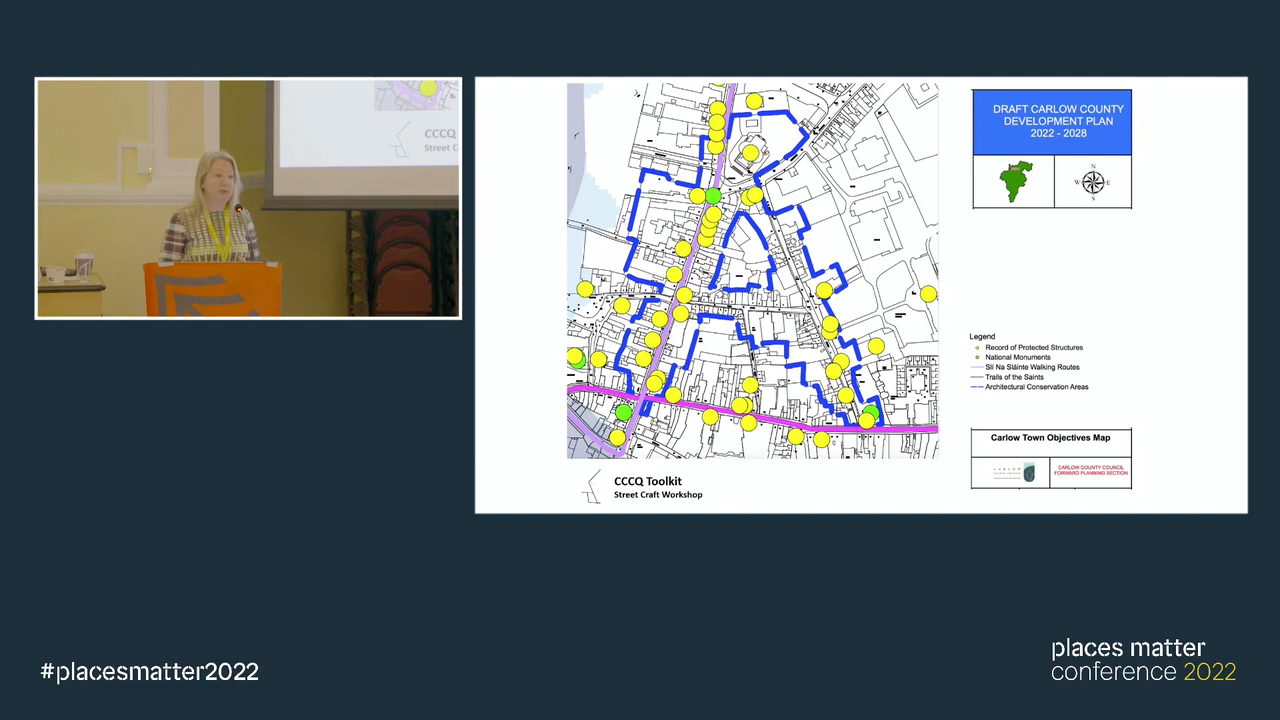 CCCQ
Street C
DRAFT CARLOW COUNTY
DEVELOPMENT PLAN
2022 - 2028
N
W
E
S
Legend
Record of Protected Structures
National Monuments
Slí Na Sláinte Walking Routes
Trails of the Saints
Architectural Conservation Areas
Carlow Town Objectives Map
CARLOW
CARLOW COUNTY COUNCIL
FORWARD PLANNING SECTION
CCCQ Toolkit
Street Craft Workshop
#placesmatter2022
places matter
conference 2022